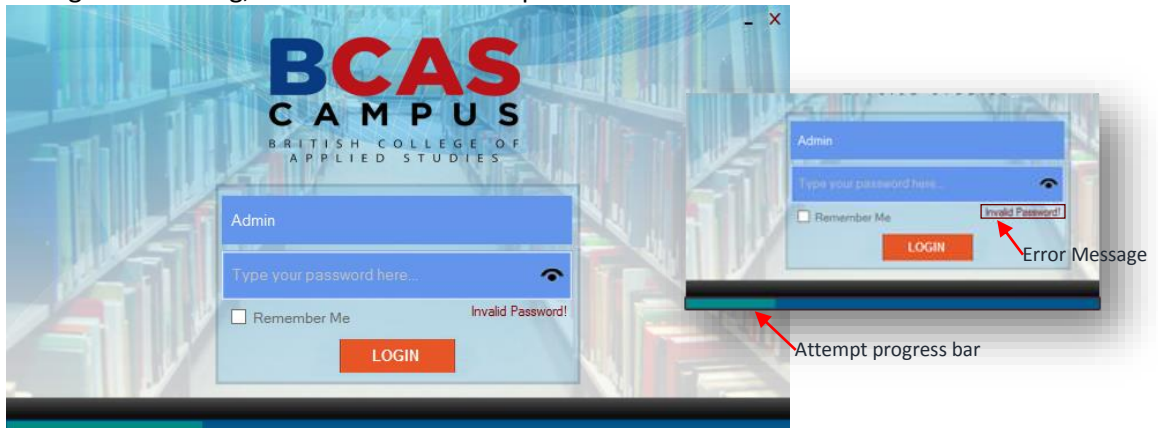 BCAS
CAMPUS
BRITISH COLLEGE OF
APPLIED STUDIES
Admin
Type your password here...
Remember Me
Invalid Password!
LOGIN
Admin
Type your password here...
Remember Me
Invalid Password!
LOGIN
Error Message
Attempt progress bar